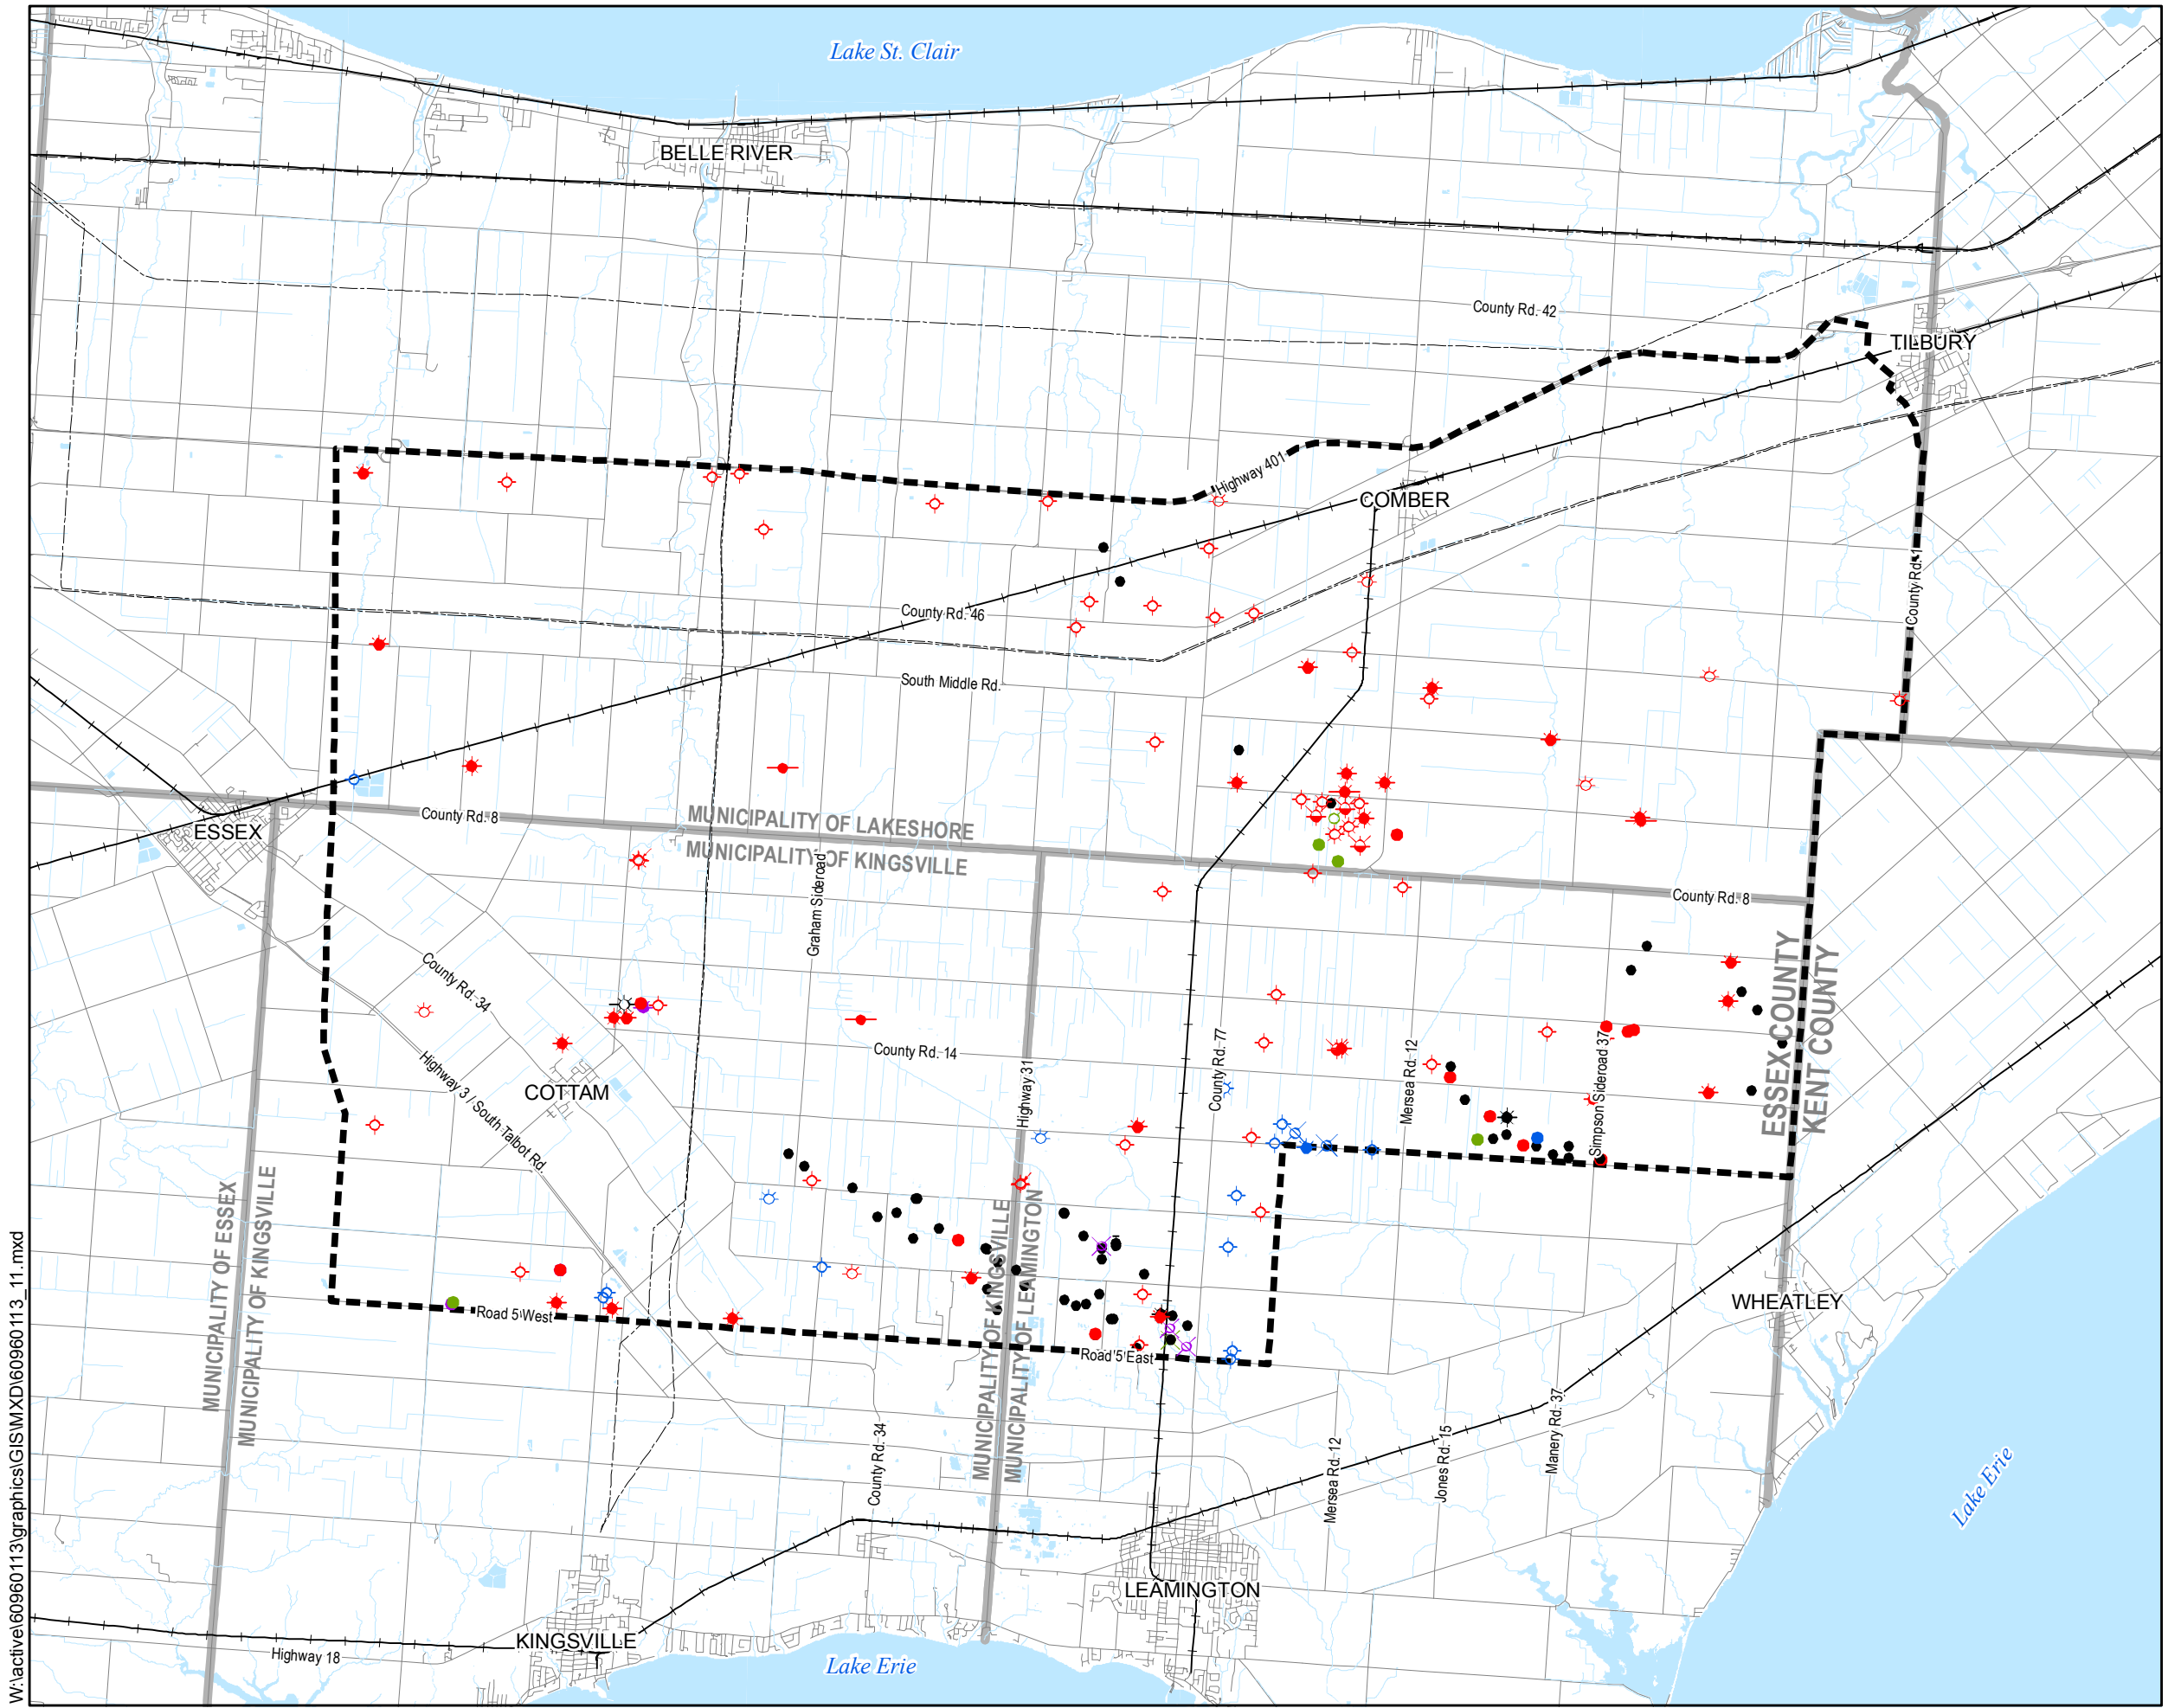 Lake St. Clair
BELLE RIVER
County Rd. 42
TILBURY
Highway 401
COMBER
County Rd. 1
County Rd. 46
South Middle Rd.
County Rd. 8
MUNICIPALITY OF LAKESHORE
MUNICIPALITY OF KINGSVILLE
ESSEX
Graham Sideroad
County Rd. 8
County Rd. 34
ESSEX COUNTY
KENT COUNTY
County Rd. 14
Highway 31
County Rd. 77
Mersea Rd. 12
Simpson Sideroad 37
COTTAM
Highway 3 / South Talbot Rd.
MUNICIPALITY OF ESSEX
MUNICIPALITY OF KINGSVILLE
MUNICIPALITY OF KINGSVILLE
MUNICIPALITY OF LEAMINGTON
Road 5 West
Road 5 East
WHEATLEY
County Rd. 34
Mersea Rd. 12
Jones Rd. 15
Manery Rd. 37
Lake Erie
LEAMINGTON
KINGSVILLE
Highway 18
Lake Erie
W:\active\60960113\graphics\GIS\MXD\60960113_11.mxd